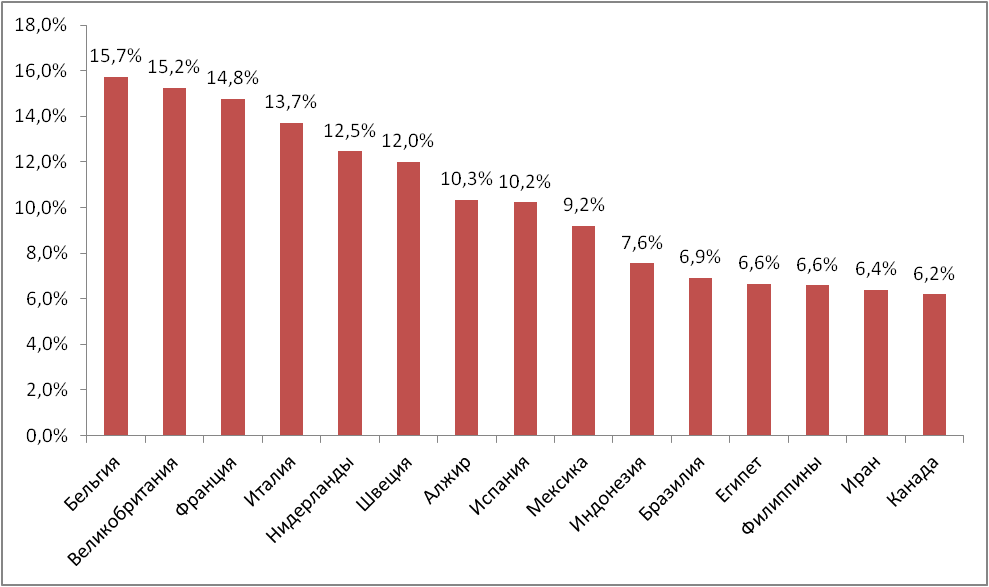 18,0%
16,0%
14,0%
12,0%
10,0%
8,0%
6,0%
4,0%
2,0%
0,0%
15,7%
15,2%
14,8%
13,7%
12,5%
12,0%
10,3%
10,2%
9,2%
7,6%
6,9%
6,6%
6,6%
6,4%
6,2%
Бельгия
Великобритания
Франция
Италия
Нидерланды
Швеция
Алжир
Испания
Мексика
Индонезия
Бразилия
Египет
Филиппины
Иран
Канада